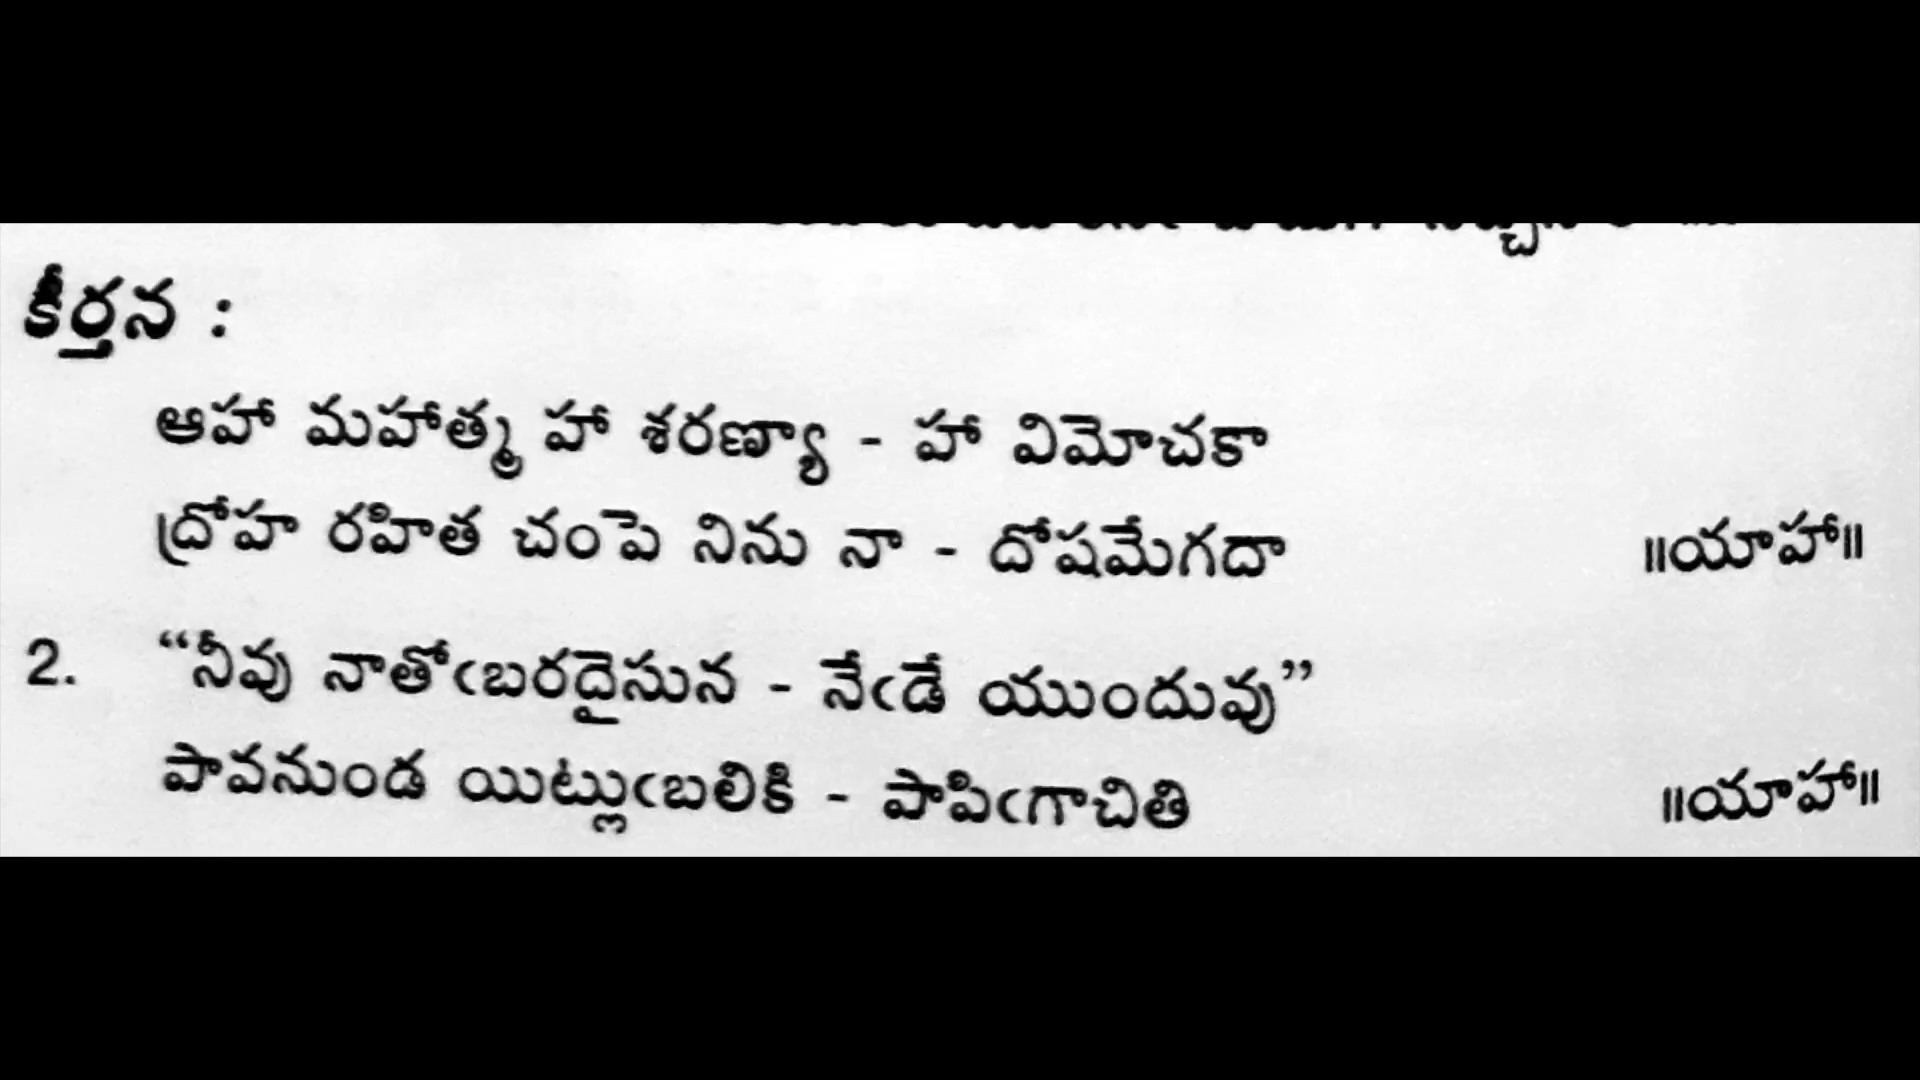 కీర్తన :
ఆహా మహాత్మ హా శరణ్యా - హా విమోచకా
ద్రోహ రహిత చంపె నిను నా - దోషమేగదా ॥యాహా॥
2. “నీవు నాతోఁబరదైసున - నేఁడే యుందువు”
పావనుండ యిట్లుఁబలికి - పాపిఁగాచితి ॥యాహా॥